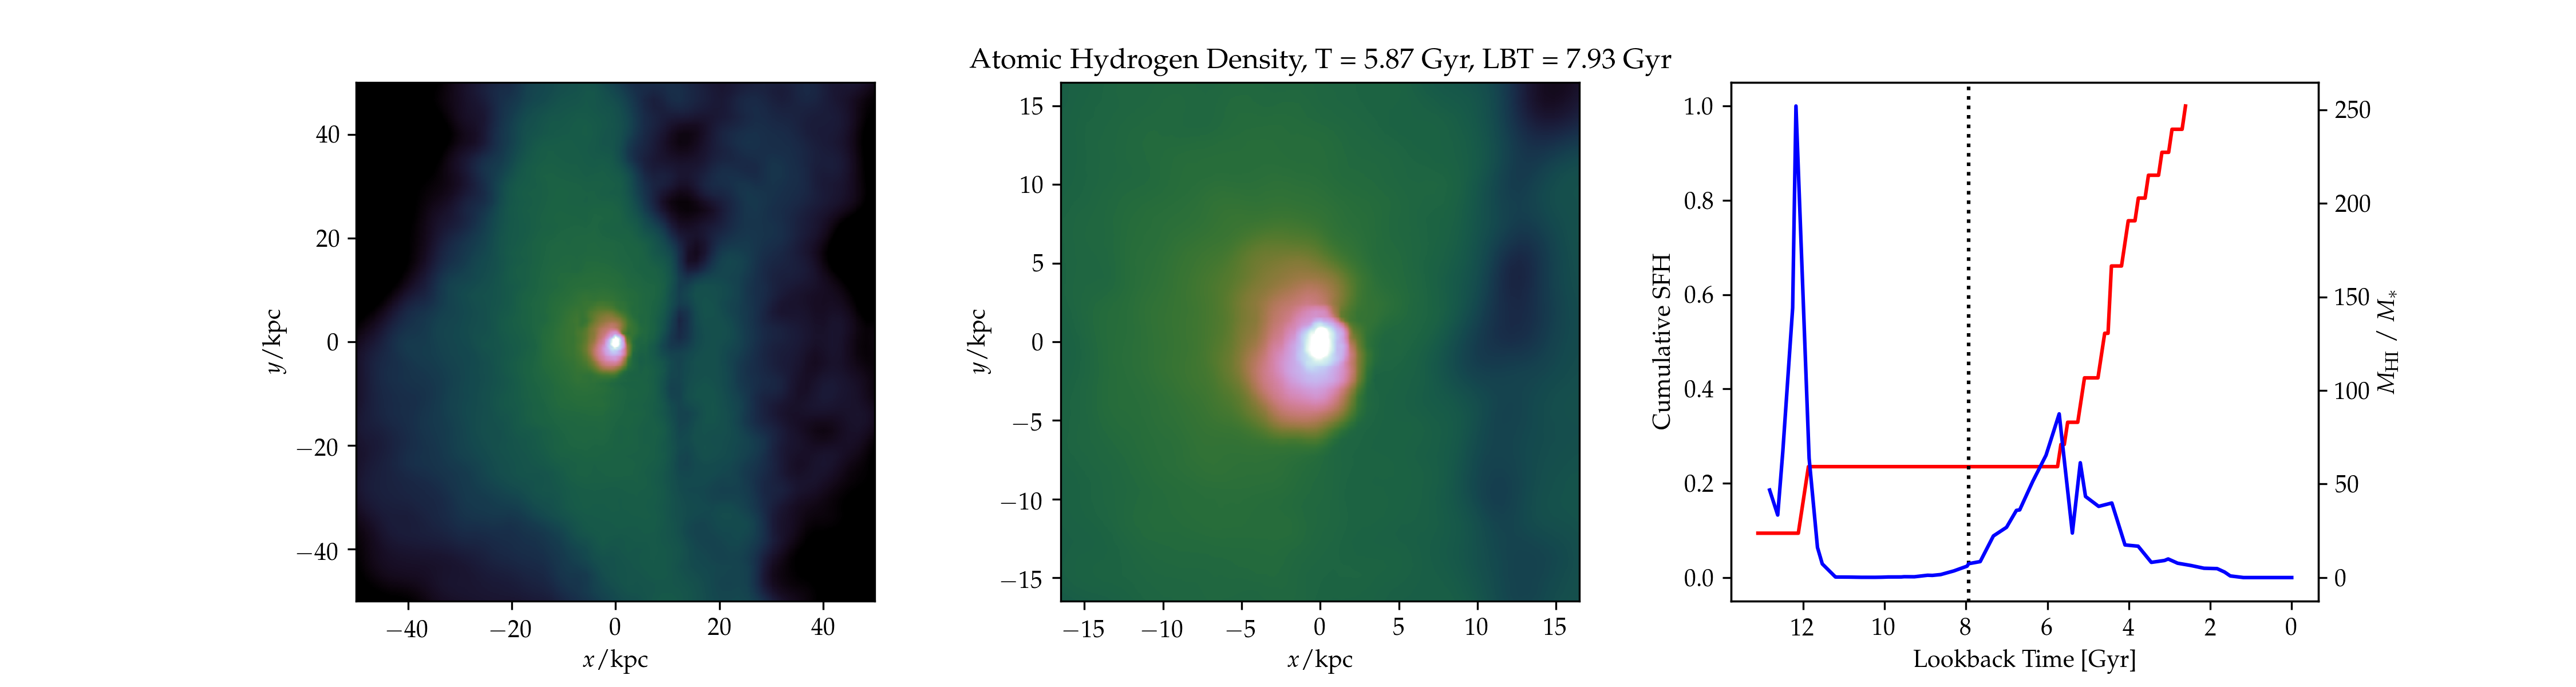 Atomic Hydrogen Density, T = 5.87 Gyr, LBT = 7.93 Gyr
40
20
0
−20
−40
y/kpc
−40 −20 0 20 40
x/kpc
15
10
5
0
−5
−10
−15
y/kpc
−15 −10 −5 0 5 10 15
x/kpc
1.0
0.8
0.6
0.4
0.2
0.0
Cumulative SFH
250
200
150
100
50
0
M_HI / M_*
12 10 8 6 4 2 0
Lookback Time [Gyr]